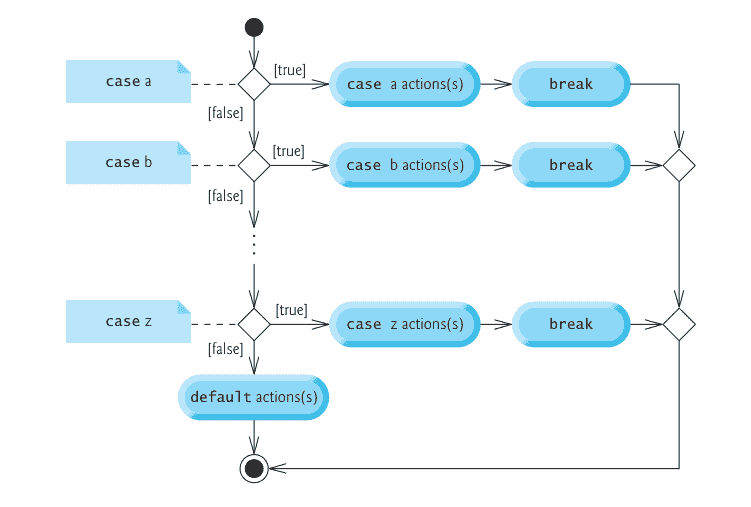 [true]
case a
case a actions(s)
break
[false]
[true]
case b
case b actions(s)
break
[false]
[true]
case z
case z actions(s)
break
[false]
default actions(s)